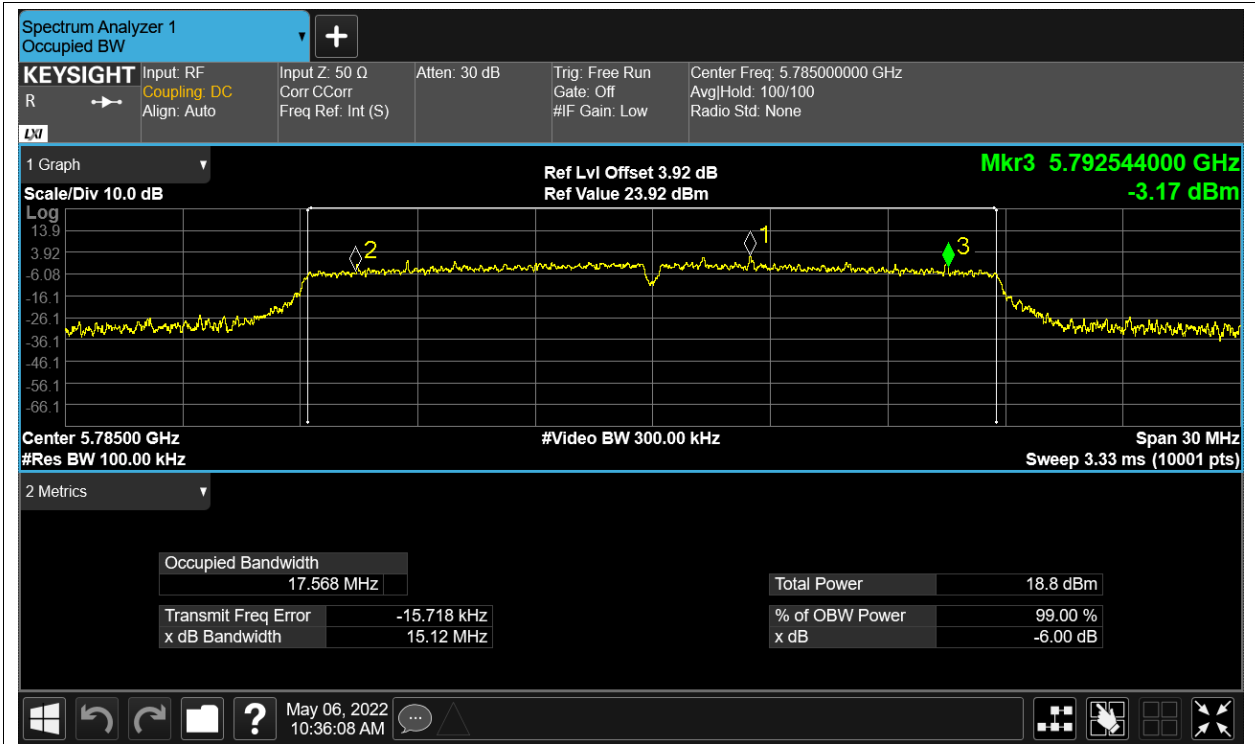 Spectrum Analyzer 1
Occupied BW
KEYSIGHT
R
LXI
Input: RF
Coupling: DC
Align: Auto
Input Z: 50 Ω
Corr CCorr
Freq Ref: Int (S)
Atten: 30 dB
Trig: Free Run
Gate: Off
#IF Gain: Low
Center Freq: 5.785000000 GHz
Avg|Hold: 100/100
Radio Std: None
1 Graph
Scale/Div 10.0 dB
Ref Lvl Offset 3.92 dB
Ref Value 23.92 dBm
Mkr3 5.792544000 GHz
-3.17 dBm
Log
13.9
3.92
-6.08
-16.1
-26.1
-36.1
-46.1
-56.1
-66.1
2
1
3
Center 5.78500 GHz
#Res BW 100.00 kHz
#Video BW 300.00 kHz
Span 30 MHz
Sweep 3.33 ms (10001 pts)
2 Metrics
Occupied Bandwidth
17.568 MHz
Transmit Freq Error -15.718 kHz
x dB Bandwidth 15.12 MHz
Total Power 18.8 dBm
% of OBW Power 99.00 %
x dB -6.00 dB
?
May 06, 2022
10:36:08 AM